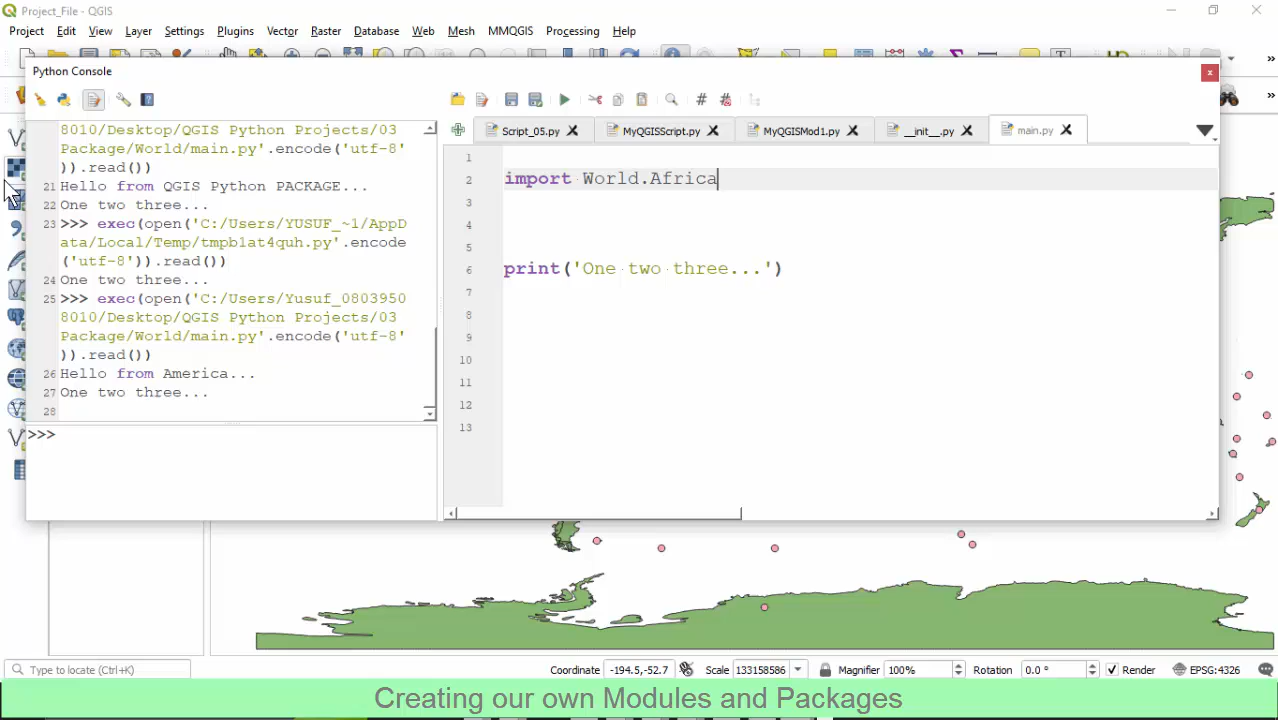 Project_File - QGIS
Project Edit View Layer Settings Plugins Vector Raster Database Web Mesh MMQGIS Processing Help
Python Console
Script_05.py MyQGISScript.py MyQGISMod1.py __init__.py main.py
8010/Desktop/QGIS Python Projects/03
Package/World/main.py'.encode('utf-8'
)).read())
21 Hello from QGIS Python PACKAGE...
22 One two three...
23 >>> exec(open('C:/Users/YUSUF_~1/AppD
ata/Local/Temp/tmpb1at4quh.py'.encode
('utf-8')).read())
24 One two three...
25 >>> exec(open('C:/Users/Yusuf_0803950
8010/Desktop/QGIS Python Projects/03
Package/World/main.py'.encode('utf-8'
)).read())
26 Hello from America...
27 One two three...
28
>>>
1
2 import World.Africa
3
4
5
6 print('One two three...')
7
8
9
10
11
12
13
Type to locate (Ctrl+K) Coordinate -194.5,-52.7 Scale 133158586 Magnifier 100% Rotation 0.0 ° Render EPSG:4326
Creating our own Modules and Packages